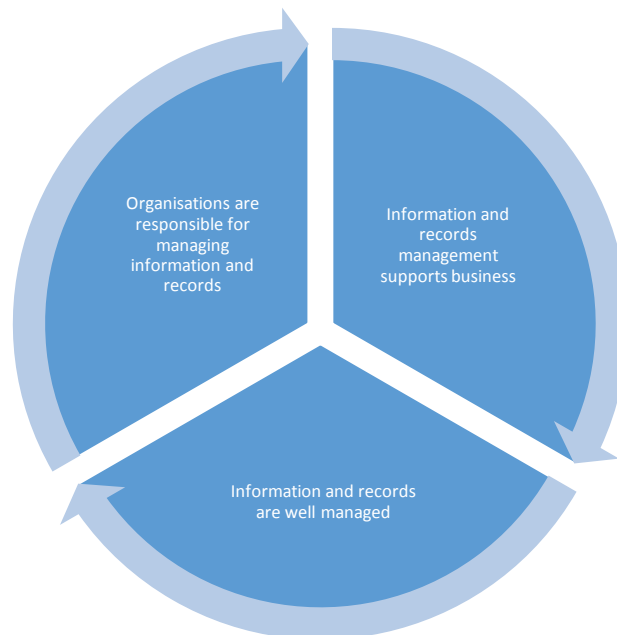 Organisations are
responsible for
managing
information and
records
Information and
records
management
supports business
Information and records
are well managed